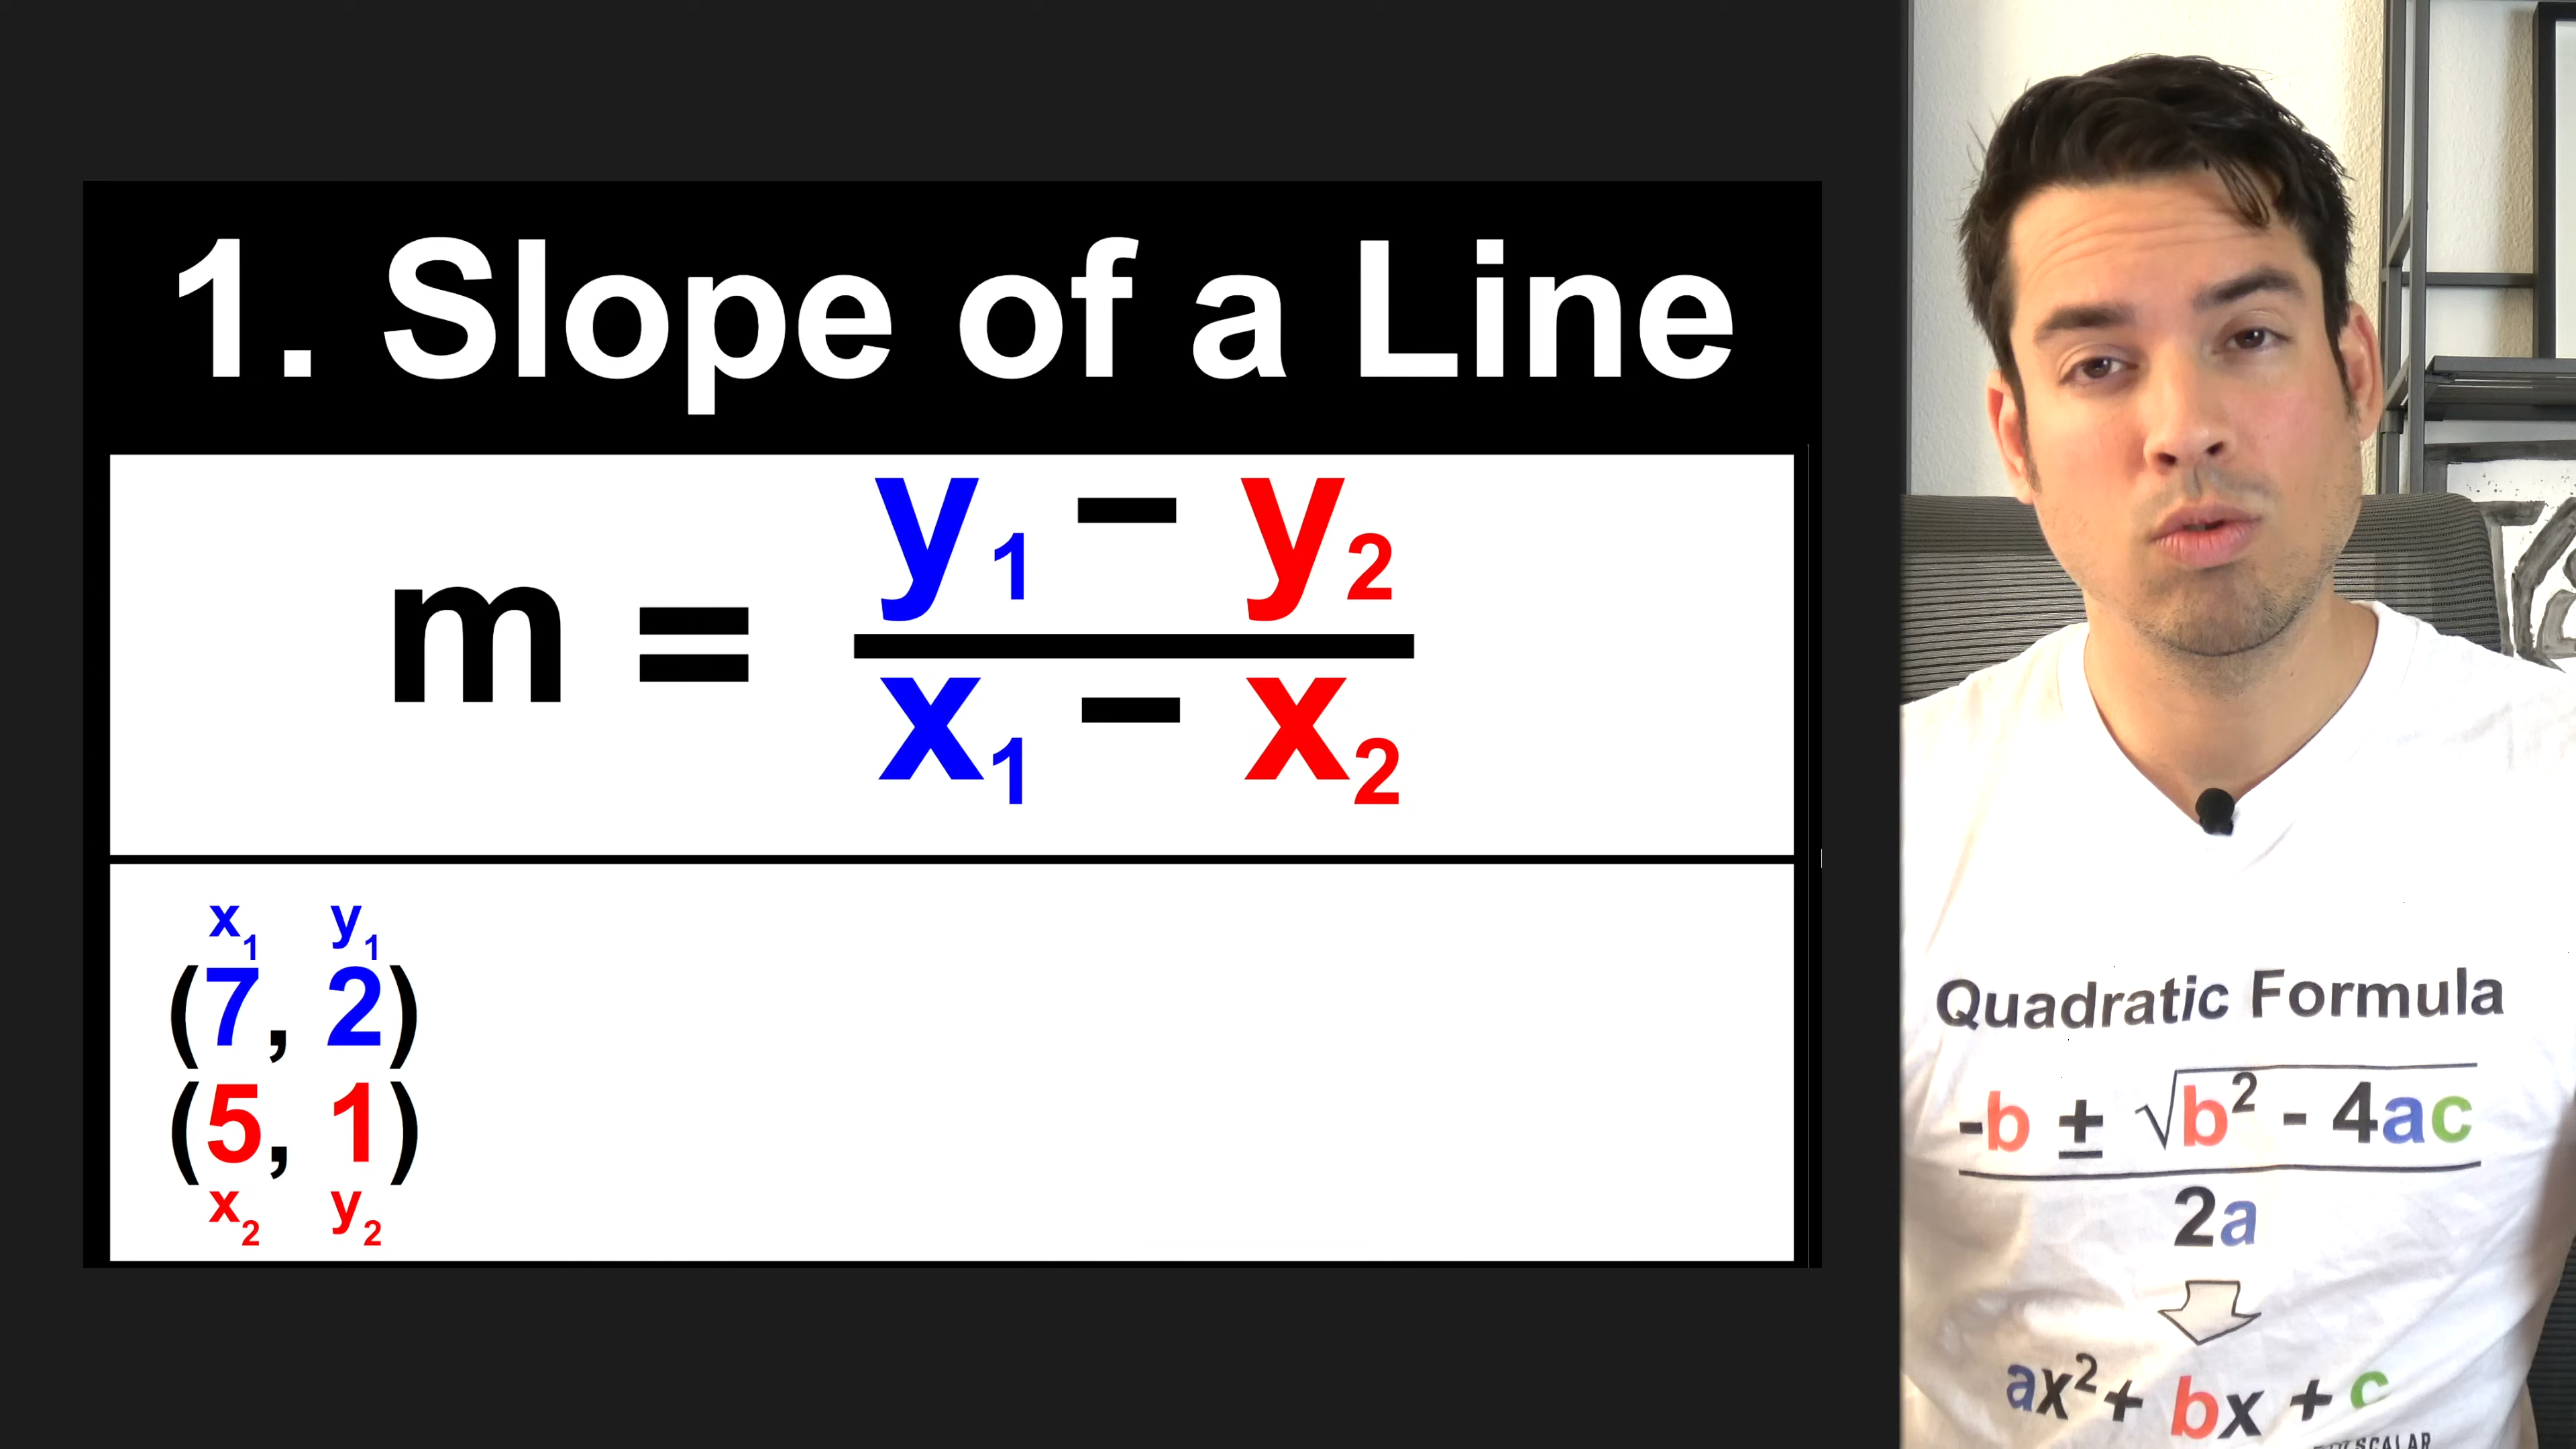 1. Slope of a Line
m = y₁ − y₂ / x₁ − x₂
x₁ y₁
(7, 2)
(5, 1)
x₂ y₂
Quadratic Formula
-b ± √b² - 4ac
2a
ax² + bx + c
SCALAR